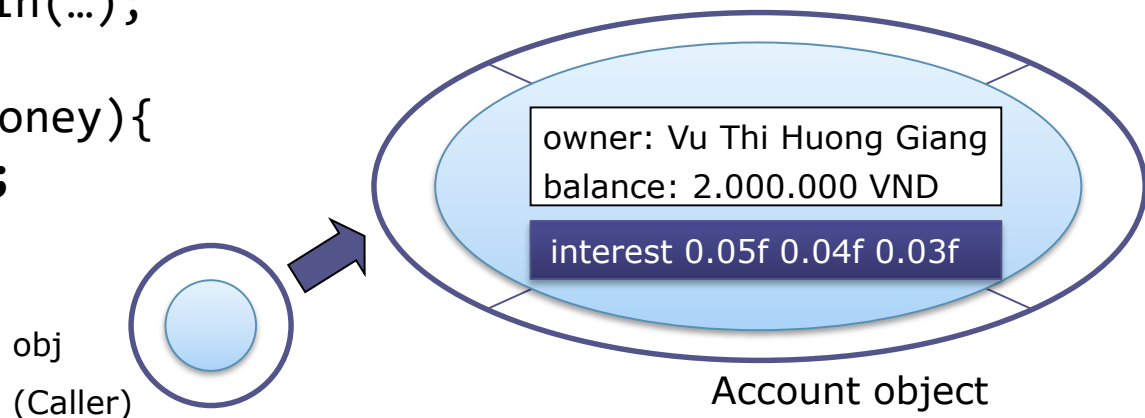 in(…);
oney){
;
owner: Vu Thi Huong Giang
balance: 2.000.000 VND
interest 0.05f 0.04f 0.03f
obj
(Caller)
Account object